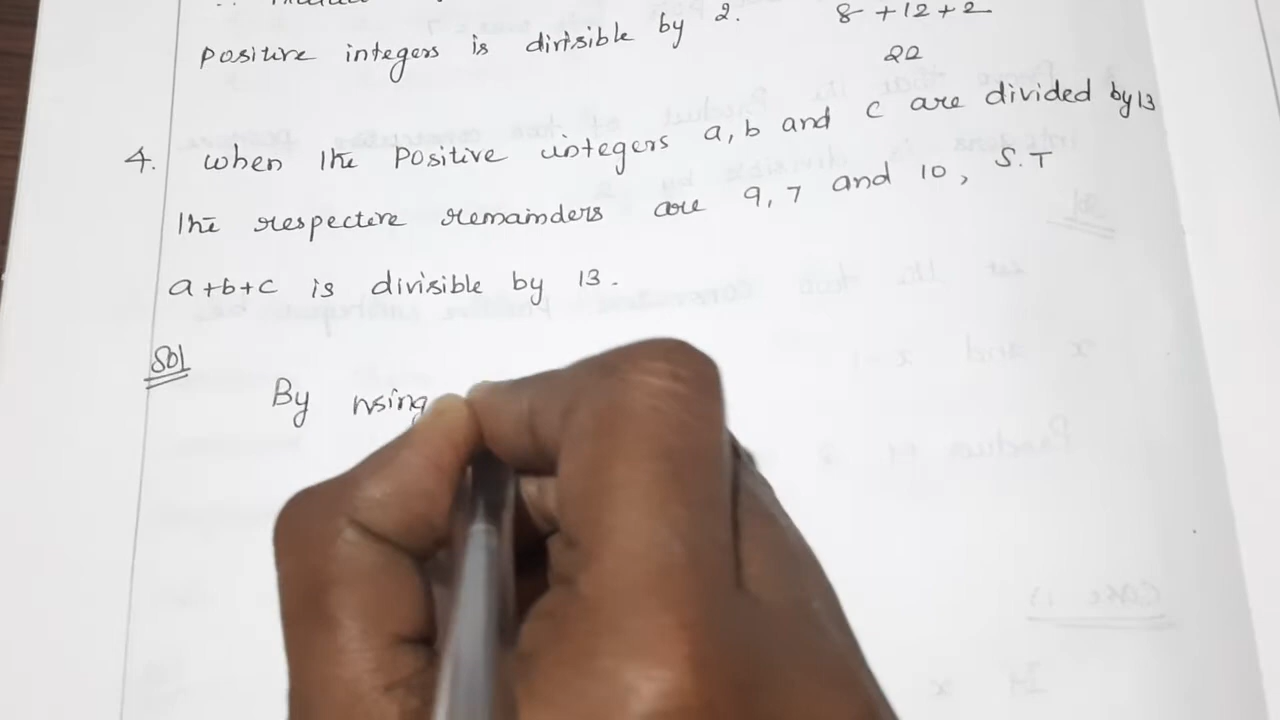 8 + 12 + 2
positive integers is divisible by 2.
22
4. when the Positive integers a, b and c are divided by 13
the respective remainders are 9, 7 and 10, S.T
a+b+c is divisible by 13.
Sol
By using